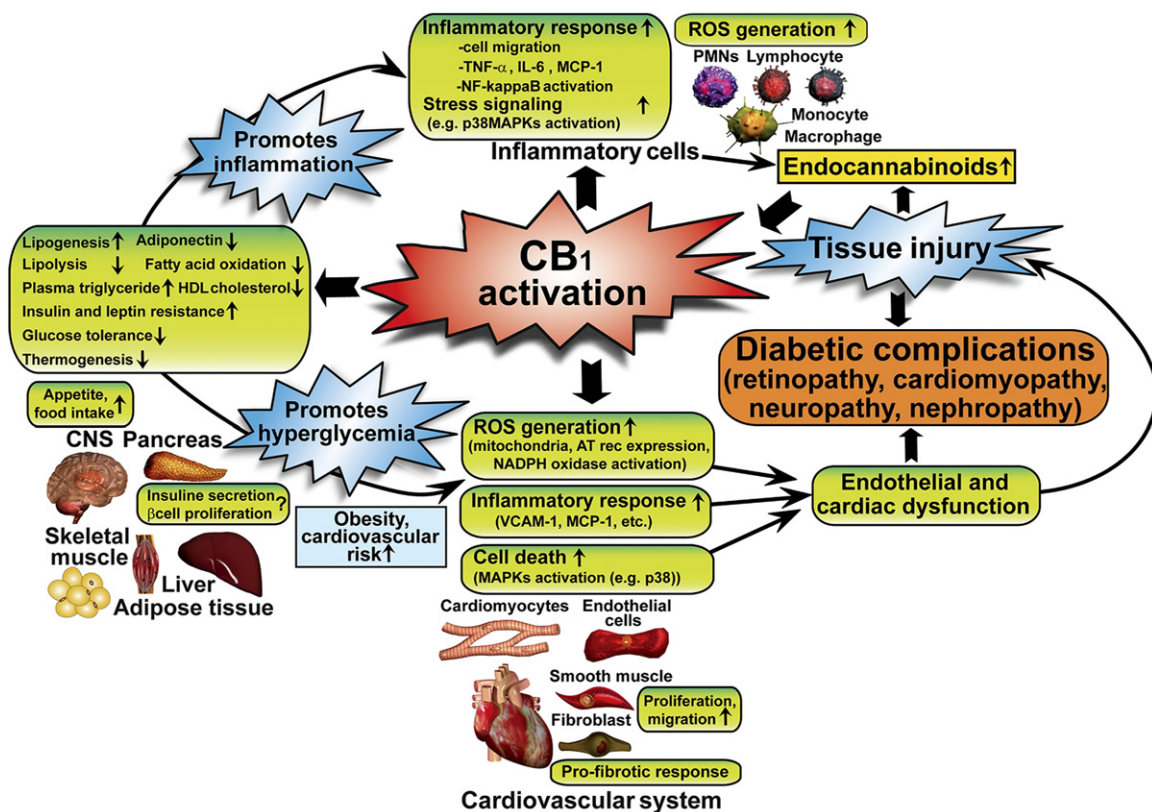 Inflammatory response ↑
-cell migration
-TNF-α , IL-6 , MCP-1
-NF-kappaB activation
Stress signaling ↑
(e.g. p38MAPKs activation)
Inflammatory cells
ROS generation ↑
PMNs Lymphocyte
Monocyte
Macrophage
Endocannabinoids↑
Promotes
inflammation
CB1
activation
Tissue injury
Lipogenesis ↑ Adiponectin ↓
Lipolysis ↓ Fatty acid oxidation ↓
Plasma triglyceride ↑ HDL cholesterol ↓
Insulin and leptin resistance ↑
Glucose tolerance ↓
Thermogenesis ↓
Diabetic complications
(retinopathy, cardiomyopathy,
neuropathy, nephropathy)
Appetite,
food intake ↑
Promotes
hyperglycemia
CNS Pancreas
Insuline secretion
βcell proliferation ?
Skeletal
muscle
Liver
Adipose tissue
Obesity,
cardiovascular
risk↑
ROS generation ↑
(mitochondria, AT rec expression,
NADPH oxidase activation)
Inflammatory response ↑
(VCAM-1, MCP-1, etc.)
Cell death ↑
(MAPKs activation (e.g. p38))
Endothelial and
cardiac dysfunction
Cardiomyocytes
Endothelial
cells
Smooth muscle
Fibroblast
Proliferation,
migration ↑
Pro-fibrotic response
Cardiovascular system